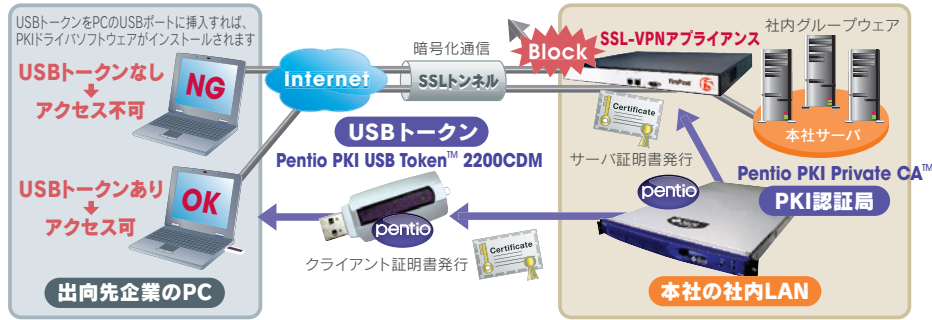 USBトークンをPCのUSBポートに挿入すれば、
PKIドライバソフトウェアがインストールされます
USBトークンなし
アクセス不可
NG
USBトークンあり
アクセス可
OK
出向先企業のPC
Internet
暗号化通信
SSLトンネル
Block
SSL-VPNアプライアンス
FirePass
f5
社内グループウェア
本社サーバ
Certificate
サーバ証明書発行
USBトークン
Pentio PKI USB Token™ 2200CDM
pentio
クライアント証明書発行
Certificate
pentio
Pentio PKI Private CA™
PKI認証局
本社の社内LAN